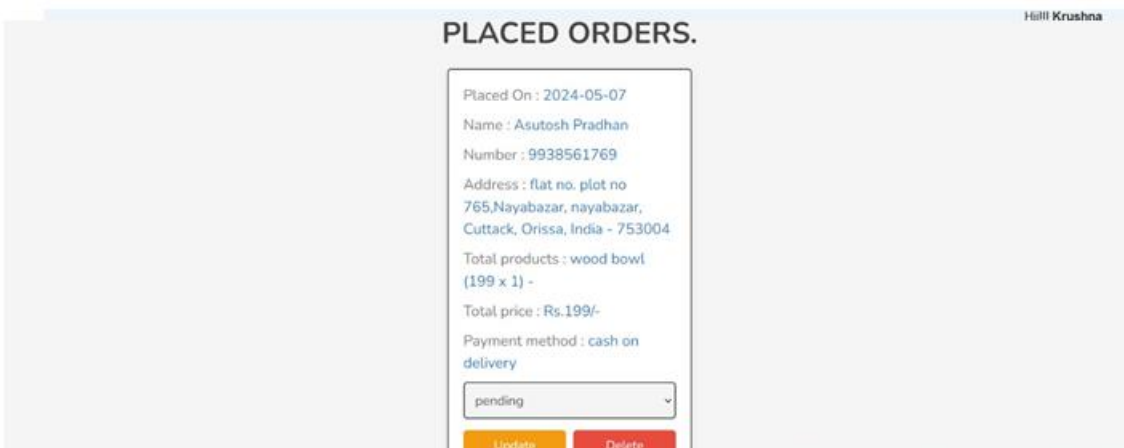 Hiilll Krushna
PLACED ORDERS.
Placed On : 2024-05-07
Name : Asutosh Pradhan
Number : 9938561769
Address : flat no. plot no
765,Nayabazar, nayabazar,
Cuttack, Orissa, India - 753004
Total products : wood bowl
(199 x 1) -
Total price : Rs.199/-
Payment method : cash on
delivery
pending
Update Delete